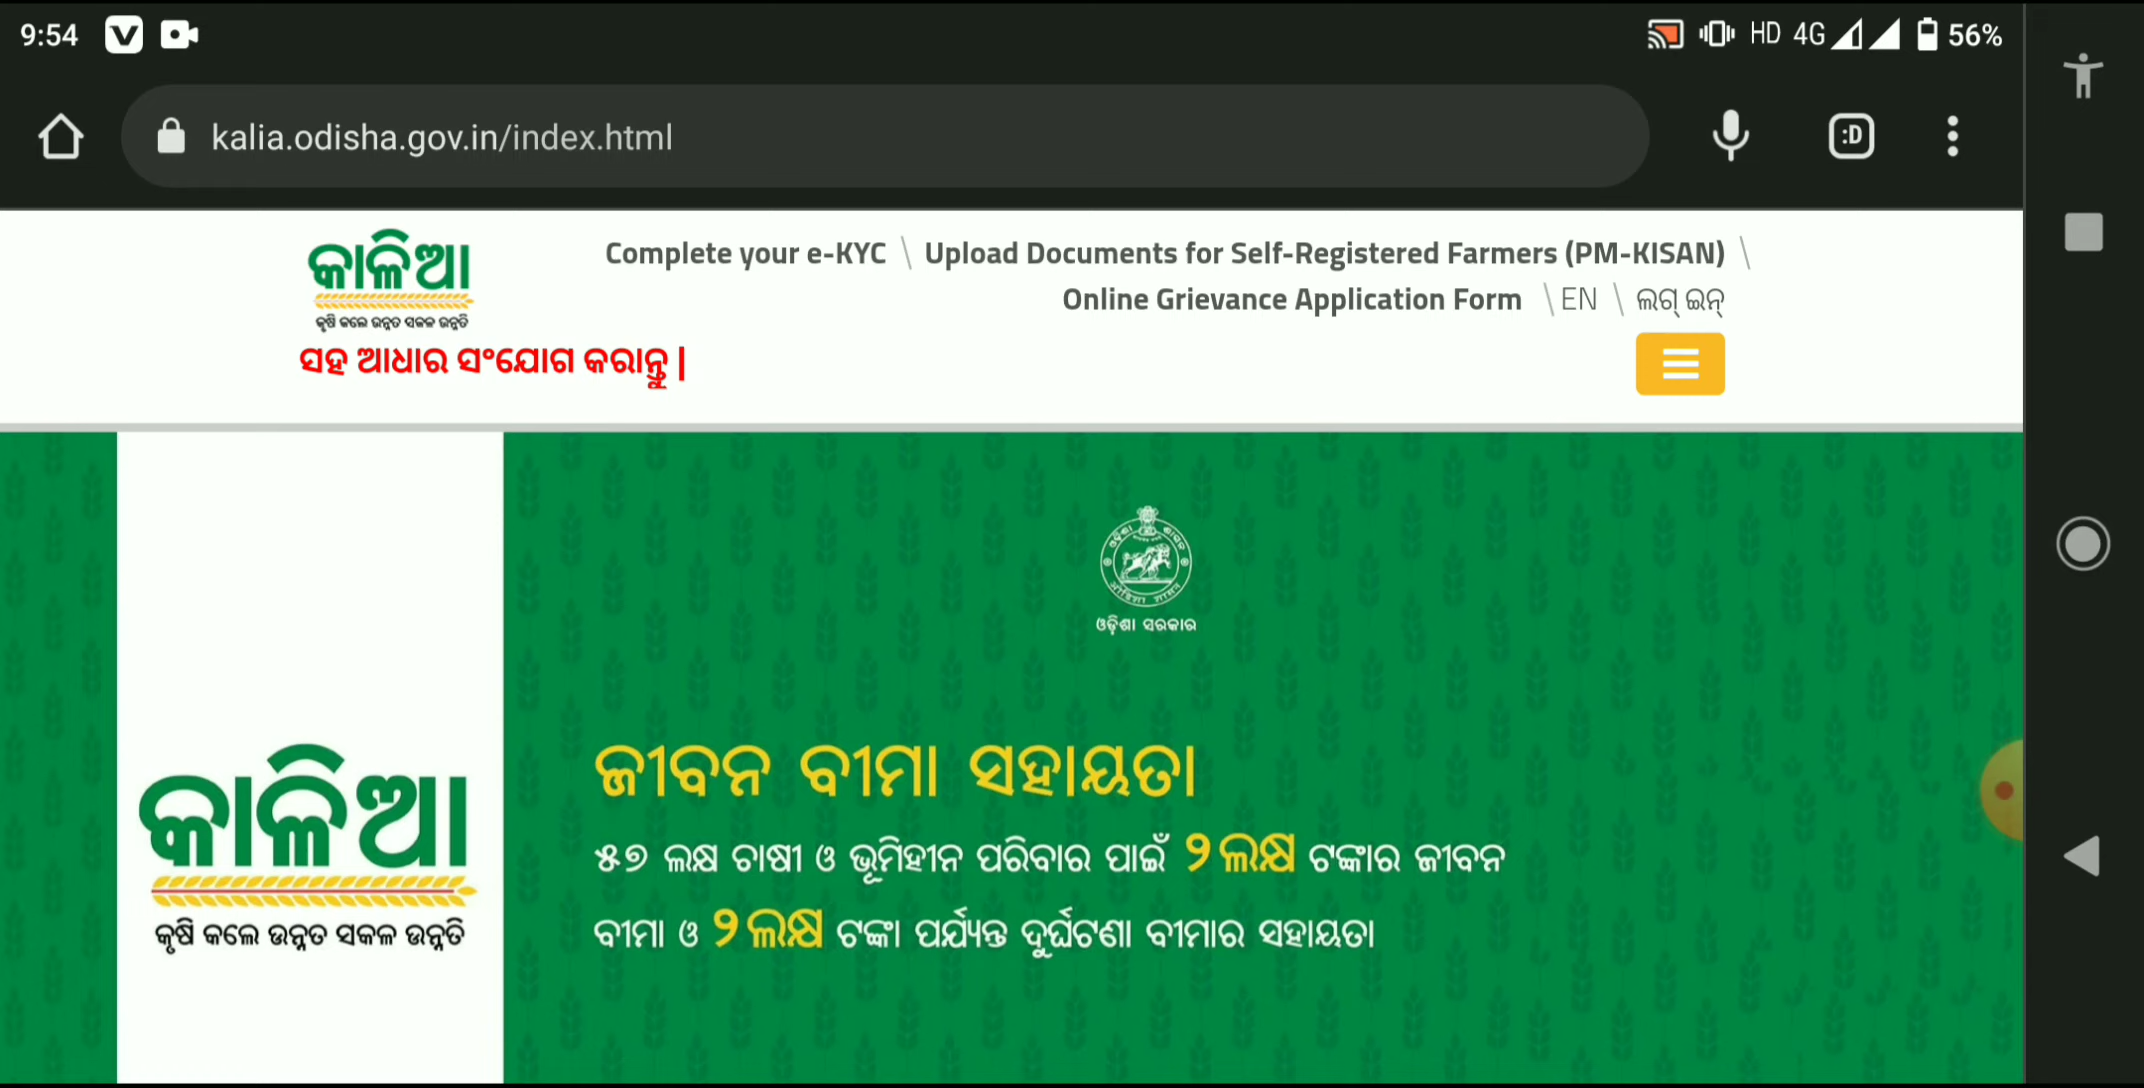 9:54
HD 4G 56%
kalia.odisha.gov.in/index.html
:D
Complete your e-KYC \ Upload Documents for Self-Registered Farmers (PM-KISAN) \
Online Grievance Application Form \ EN \ ଲଗ୍ ଇନ୍
କାଳିଆ
କୃଷି କଲେ ଉନ୍ନତ ସକଳ ଉନ୍ନତି
ସହ ଆଧାର ସଂଯୋଗ କରାନ୍ତୁ |
ଓଡ଼ିଶା ସରକାର
କାଳିଆ
କୃଷି କଲେ ଉନ୍ନତ ସକଳ ଉନ୍ନତି
ଜୀବନ ବୀମା ସହାୟତା
୫୭ ଲକ୍ଷ ଚାଷୀ ଓ ଭୂମିହୀନ ପରିବାର ପାଇଁ ୨ ଲକ୍ଷ ଟଙ୍କାର ଜୀବନ
ବୀମା ଓ ୨ ଲକ୍ଷ ଟଙ୍କା ପର୍ଯ୍ୟନ୍ତ ଦୁର୍ଘଟଣା ବୀମାର ସହାୟତା